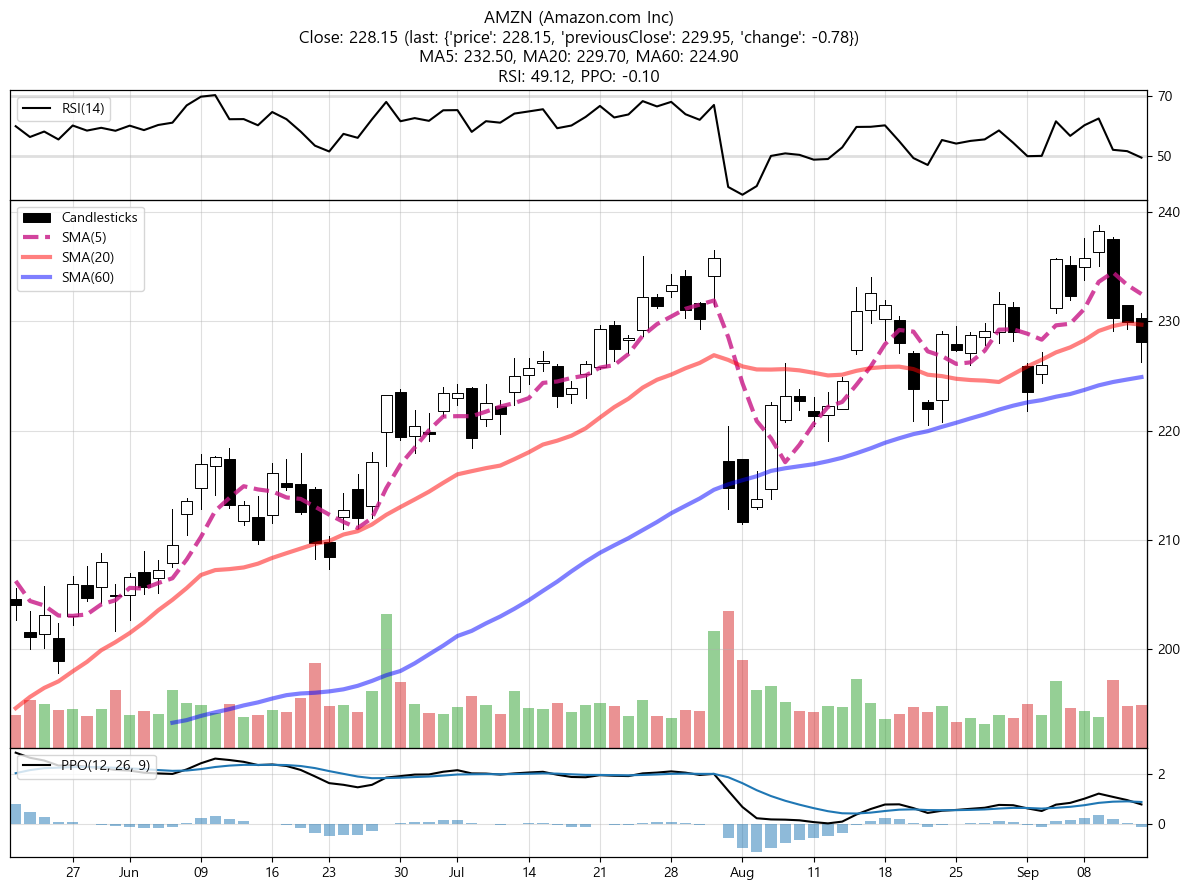 AMZN (Amazon.com Inc)
Close: 228.15 (last: {'price': 228.15, 'previousClose': 229.95, 'change': -0.78})
MA5: 232.50, MA20: 229.70, MA60: 224.90
RSI: 49.12, PPO: -0.10
RSI(14)
70
50
Candlesticks
SMA(5)
SMA(20)
SMA(60)
240
230
220
210
200
PPO(12, 26, 9)
2
0
27 Jun 09 16 23 30 Jul 14 21 28 Aug 11 18 25 Sep 08